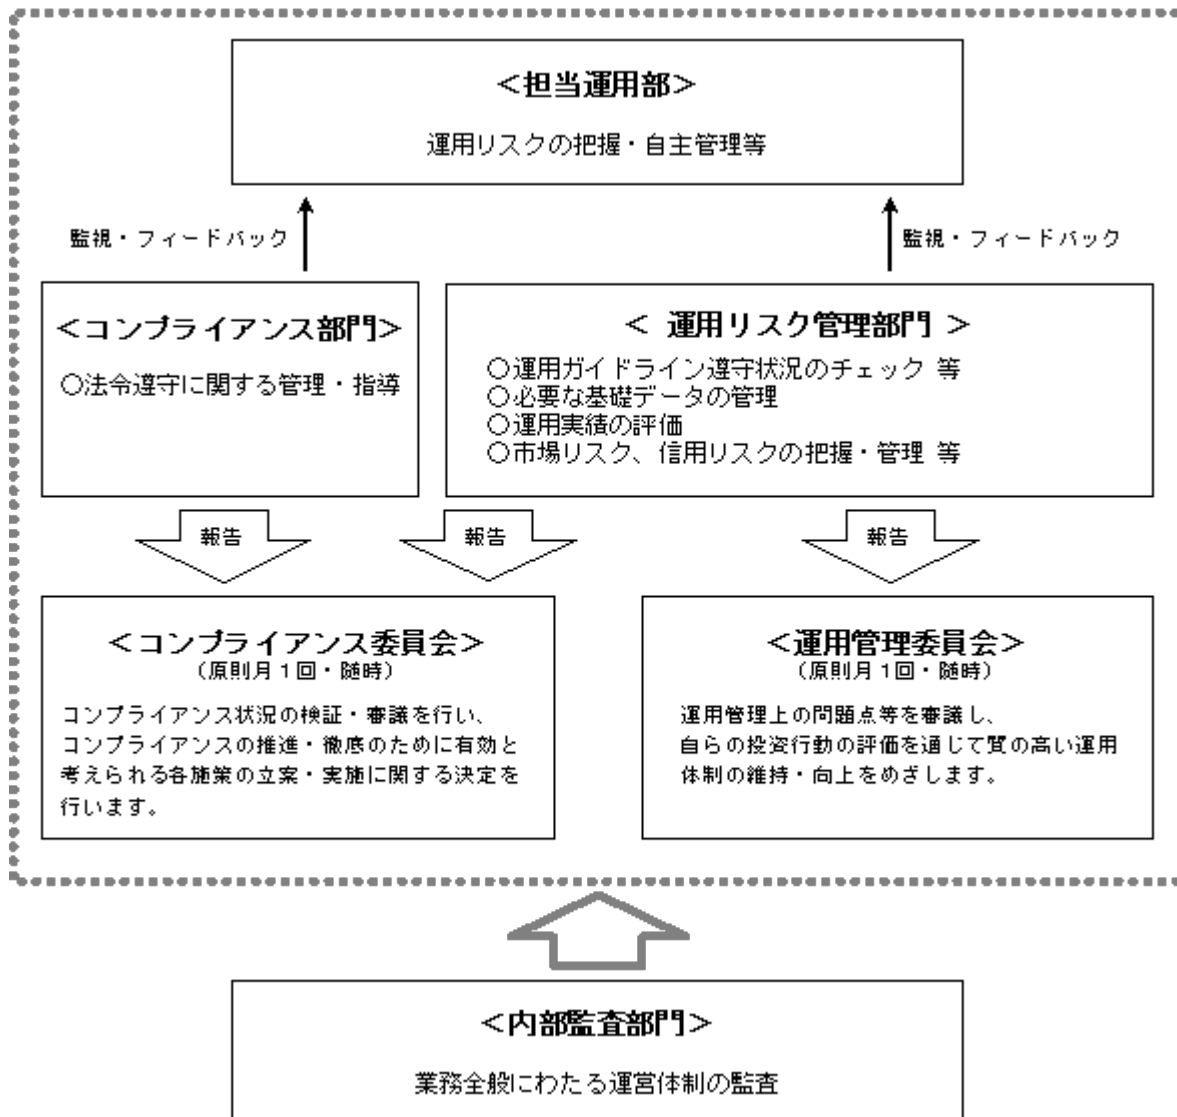 ＜担当運用部＞
運用リスクの把握・自主管理等
監視・フィードバック
監視・フィードバック
＜コンプライアンス部門＞
○法令遵守に関する管理・指導
＜ 運用リスク管理部門 ＞
○運用ガイドライン遵守状況のチェック 等
○必要な基礎データの管理
○運用実績の評価
○市場リスク、信用リスクの把握・管理 等
報告
報告
報告
＜コンプライアンス委員会＞
（原則月１回・随時）
コンプライアンス状況の検証・審議を行い、
コンプライアンスの推進・徹底のために有効と
考えられる各施策の立案・実施に関する決定を
行います。
＜運用管理委員会＞
（原則月１回・随時）
運用管理上の問題点等を審議し、
自らの投資行動の評価を通じて質の高い運用
体制の維持・向上をめざします。
＜内部監査部門＞
業務全般にわたる運営体制の監査